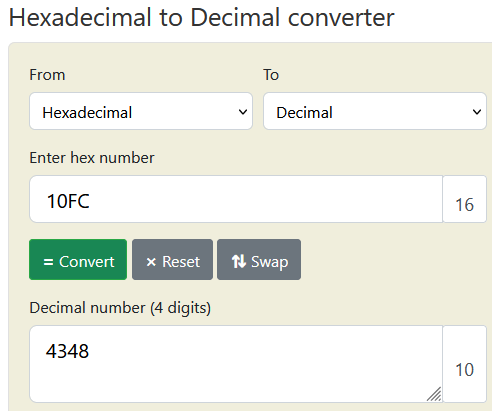 Hexadecimal to Decimal converter
From To
Hexadecimal Decimal
Enter hex number
10FC 16
= Convert × Reset ⇅ Swap
Decimal number (4 digits)
4348 10